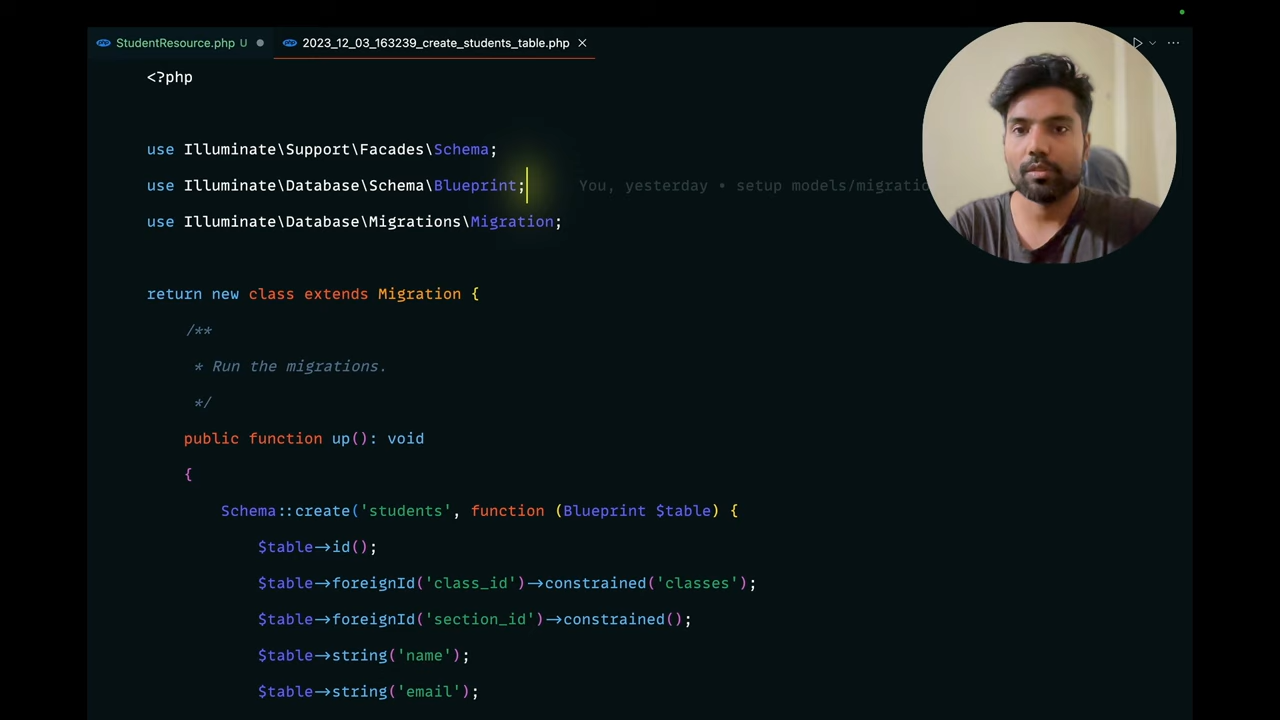 StudentResource.php U
2023_12_03_163239_create_students_table.php
<?php
use Illuminate\Support\Facades\Schema;
use Illuminate\Database\Schema\Blueprint; You, yesterday • setup models/migratio
use Illuminate\Database\Migrations\Migration;
return new class extends Migration {
/**
* Run the migrations.
*/
public function up(): void
{
Schema::create('students', function (Blueprint $table) {
$table->id();
$table->foreignId('class_id')->constrained('classes');
$table->foreignId('section_id')->constrained();
$table->string('name');
$table->string('email');